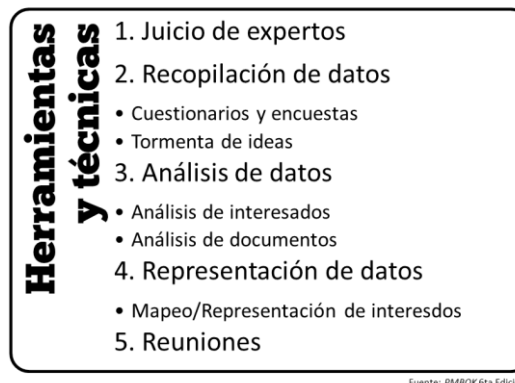 Herramientas
y técnicas
1. Juicio de expertos
2. Recopilación de datos
• Cuestionarios y encuestas
• Tormenta de ideas
3. Análisis de datos
• Análisis de interesados
• Análisis de documentos
4. Representación de datos
• Mapeo/Representación de interesdos
5. Reuniones
Fuente: PMBOK 6ta Edici